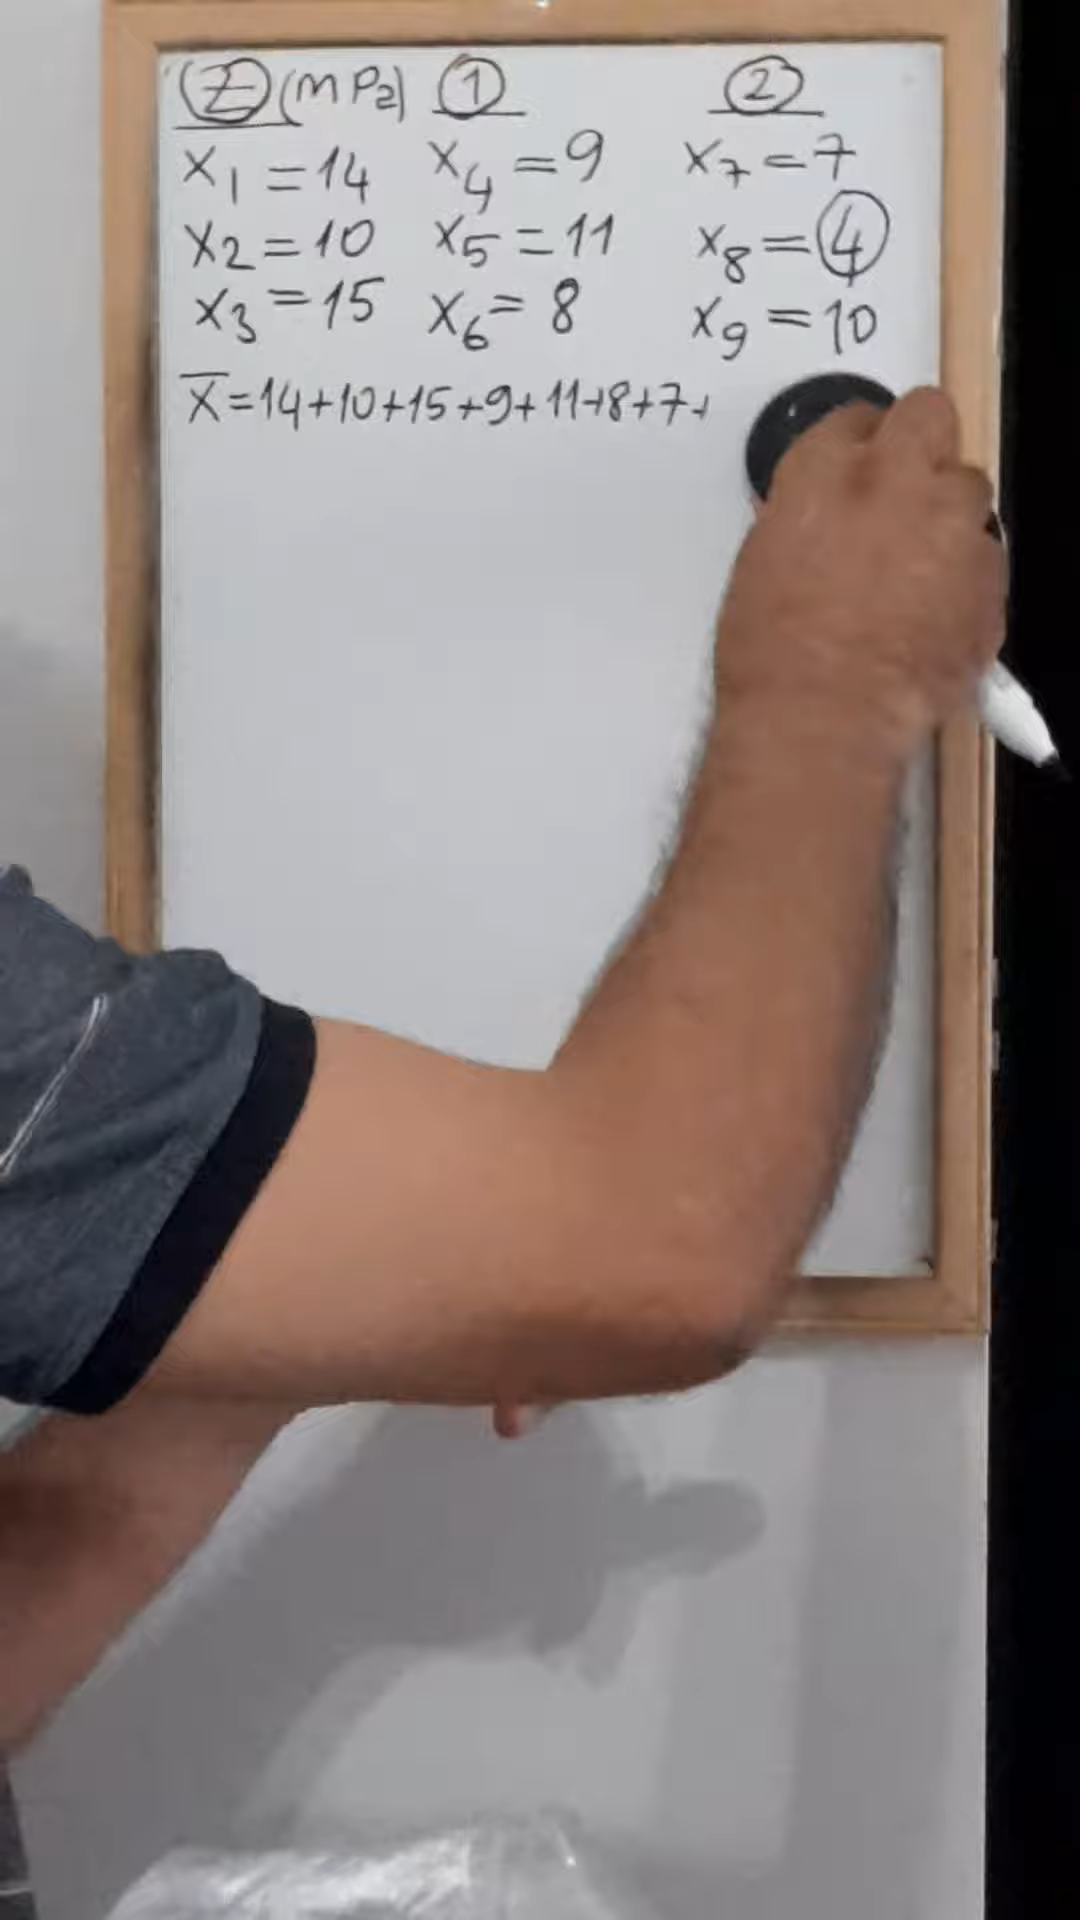 Z (mPa) 1 2
x1 = 14 x4 = 9 x7 = 7
x2 = 10 x5 = 11 x8 = 4
x3 = 15 x6 = 8 x9 = 10
x̄ = 14+10+15+9+11+8+7+